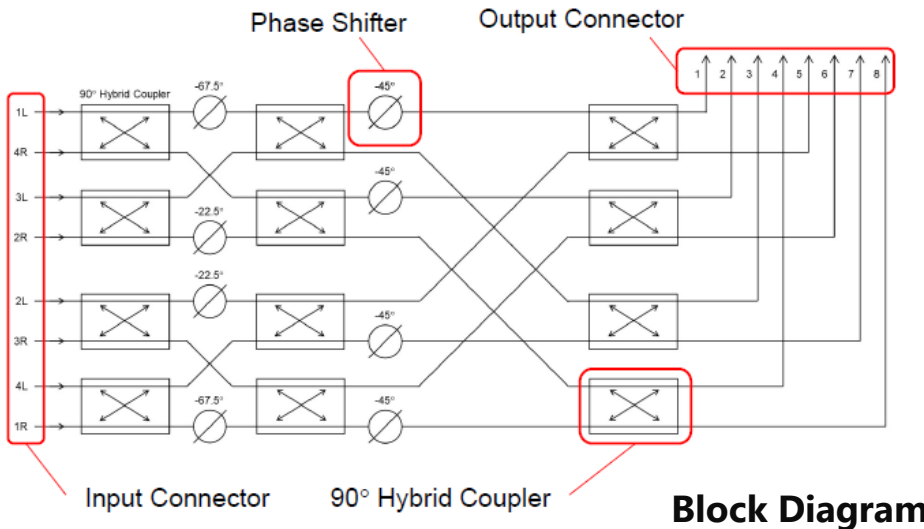 Phase Shifter
Output Connector
1 2 3 4 5 6 7 8
90° Hybrid Coupler
-67.5°
-45°
1L
4R
-45°
3L
-22.5°
2R
-22.5°
2L
-45°
3R
4L
-67.5°
-45°
1R
Input Connector
90° Hybrid Coupler
Block Diagram